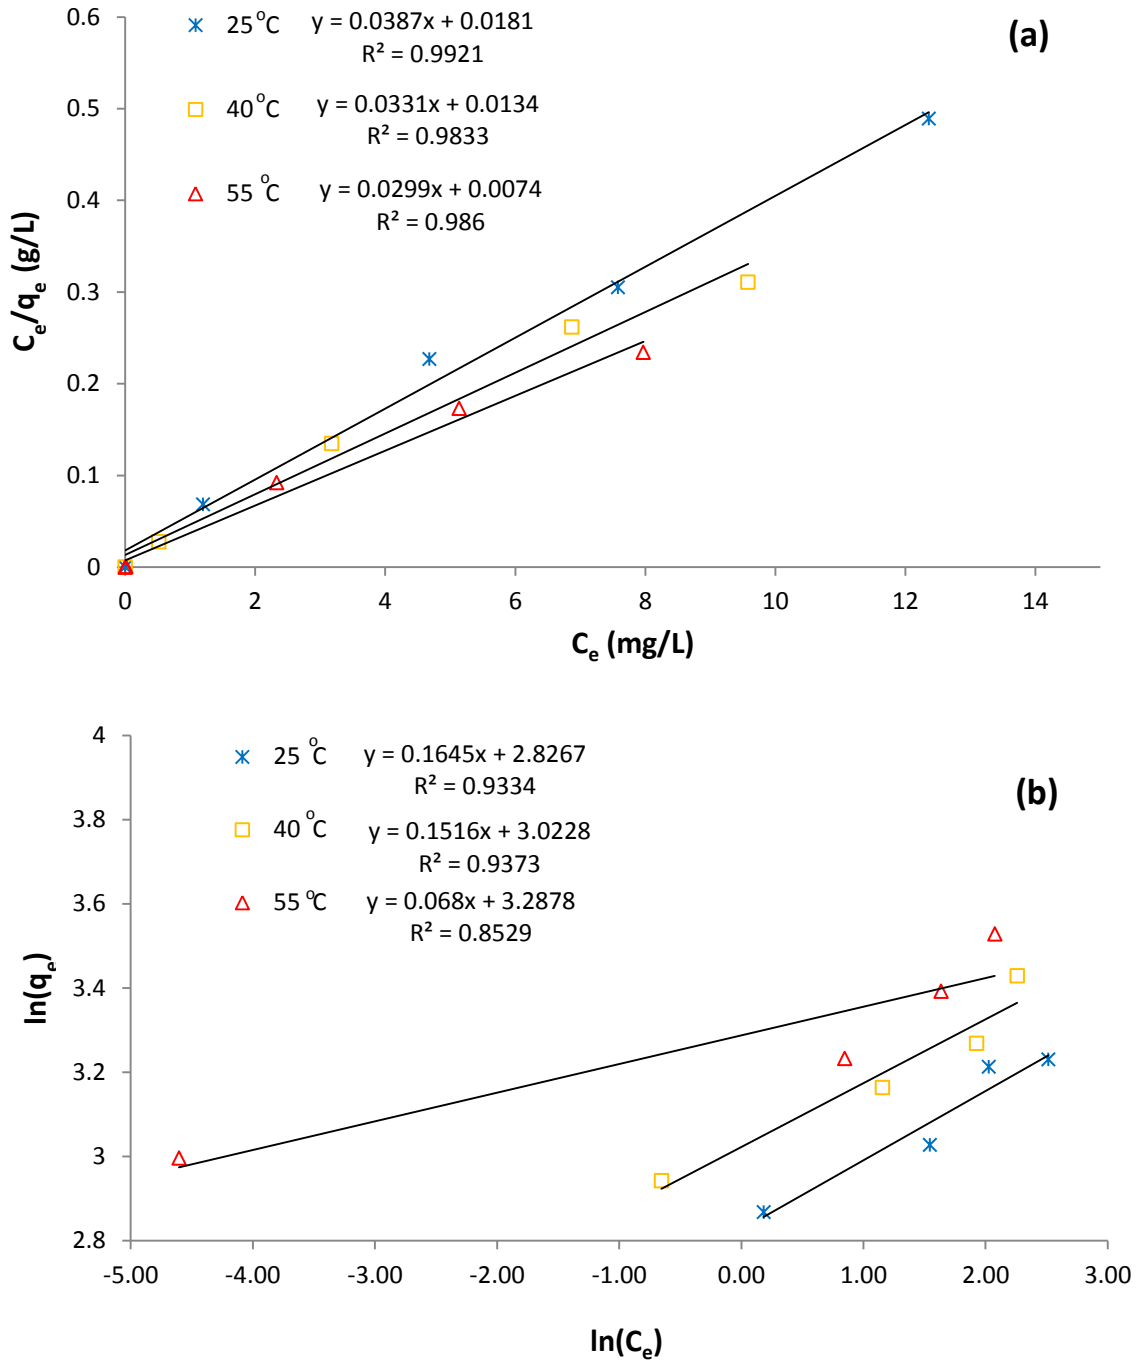 0.6
0.5
0.4
0.3
0.2
0.1
0
Ce/qe (g/L)
25 °C y = 0.0387x + 0.0181
R² = 0.9921
40 °C y = 0.0331x + 0.0134
R² = 0.9833
55 °C y = 0.0299x + 0.0074
R² = 0.986
(a)
0 2 4 6 8 10 12 14
Ce (mg/L)
4
3.8
3.6
3.4
3.2
3
2.8
ln(qe)
25 °C y = 0.1645x + 2.8267
R² = 0.9334
40 °C y = 0.1516x + 3.0228
R² = 0.9373
55 °C y = 0.068x + 3.2878
R² = 0.8529
(b)
-5.00 -4.00 -3.00 -2.00 -1.00 0.00 1.00 2.00 3.00
ln(Ce)